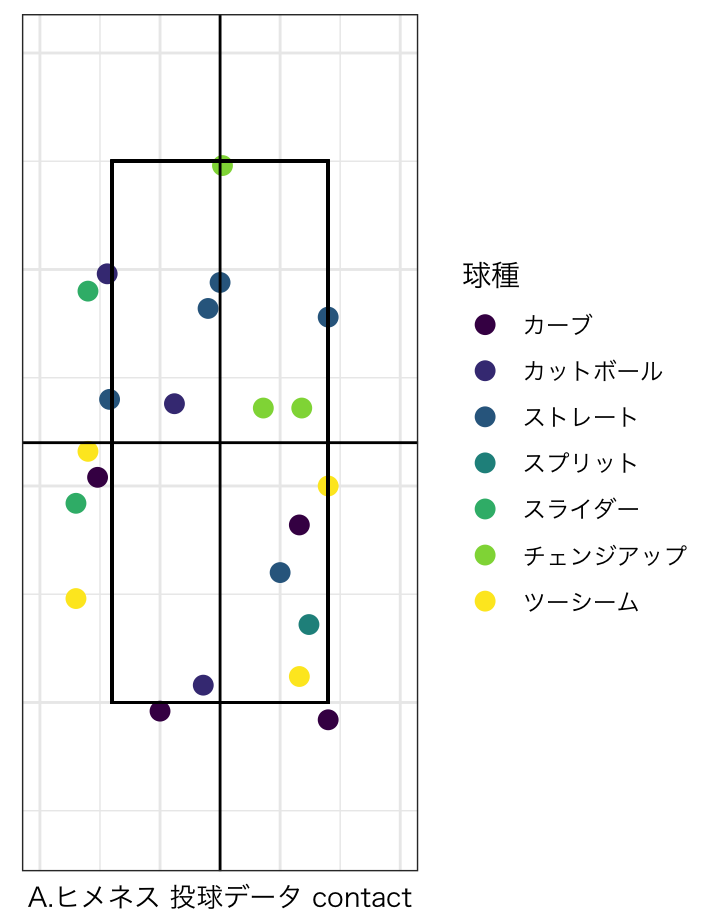 球種
カーブ
カットボール
ストレート
スプリット
スライダー
チェンジアップ
ツーシーム
A.ヒメネス 投球データ contact